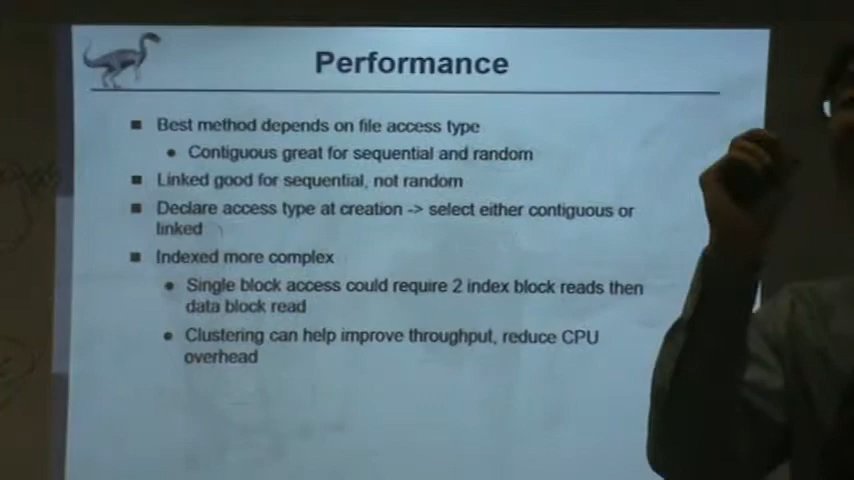 Performance
Best method depends on file access type
Contiguous great for sequential and random
Linked good for sequential, not random
Declare access type at creation -> select either contiguous or
linked
Indexed more complex
Single block access could require 2 index block reads then
data block read
Clustering can help improve throughput, reduce CPU
overhead